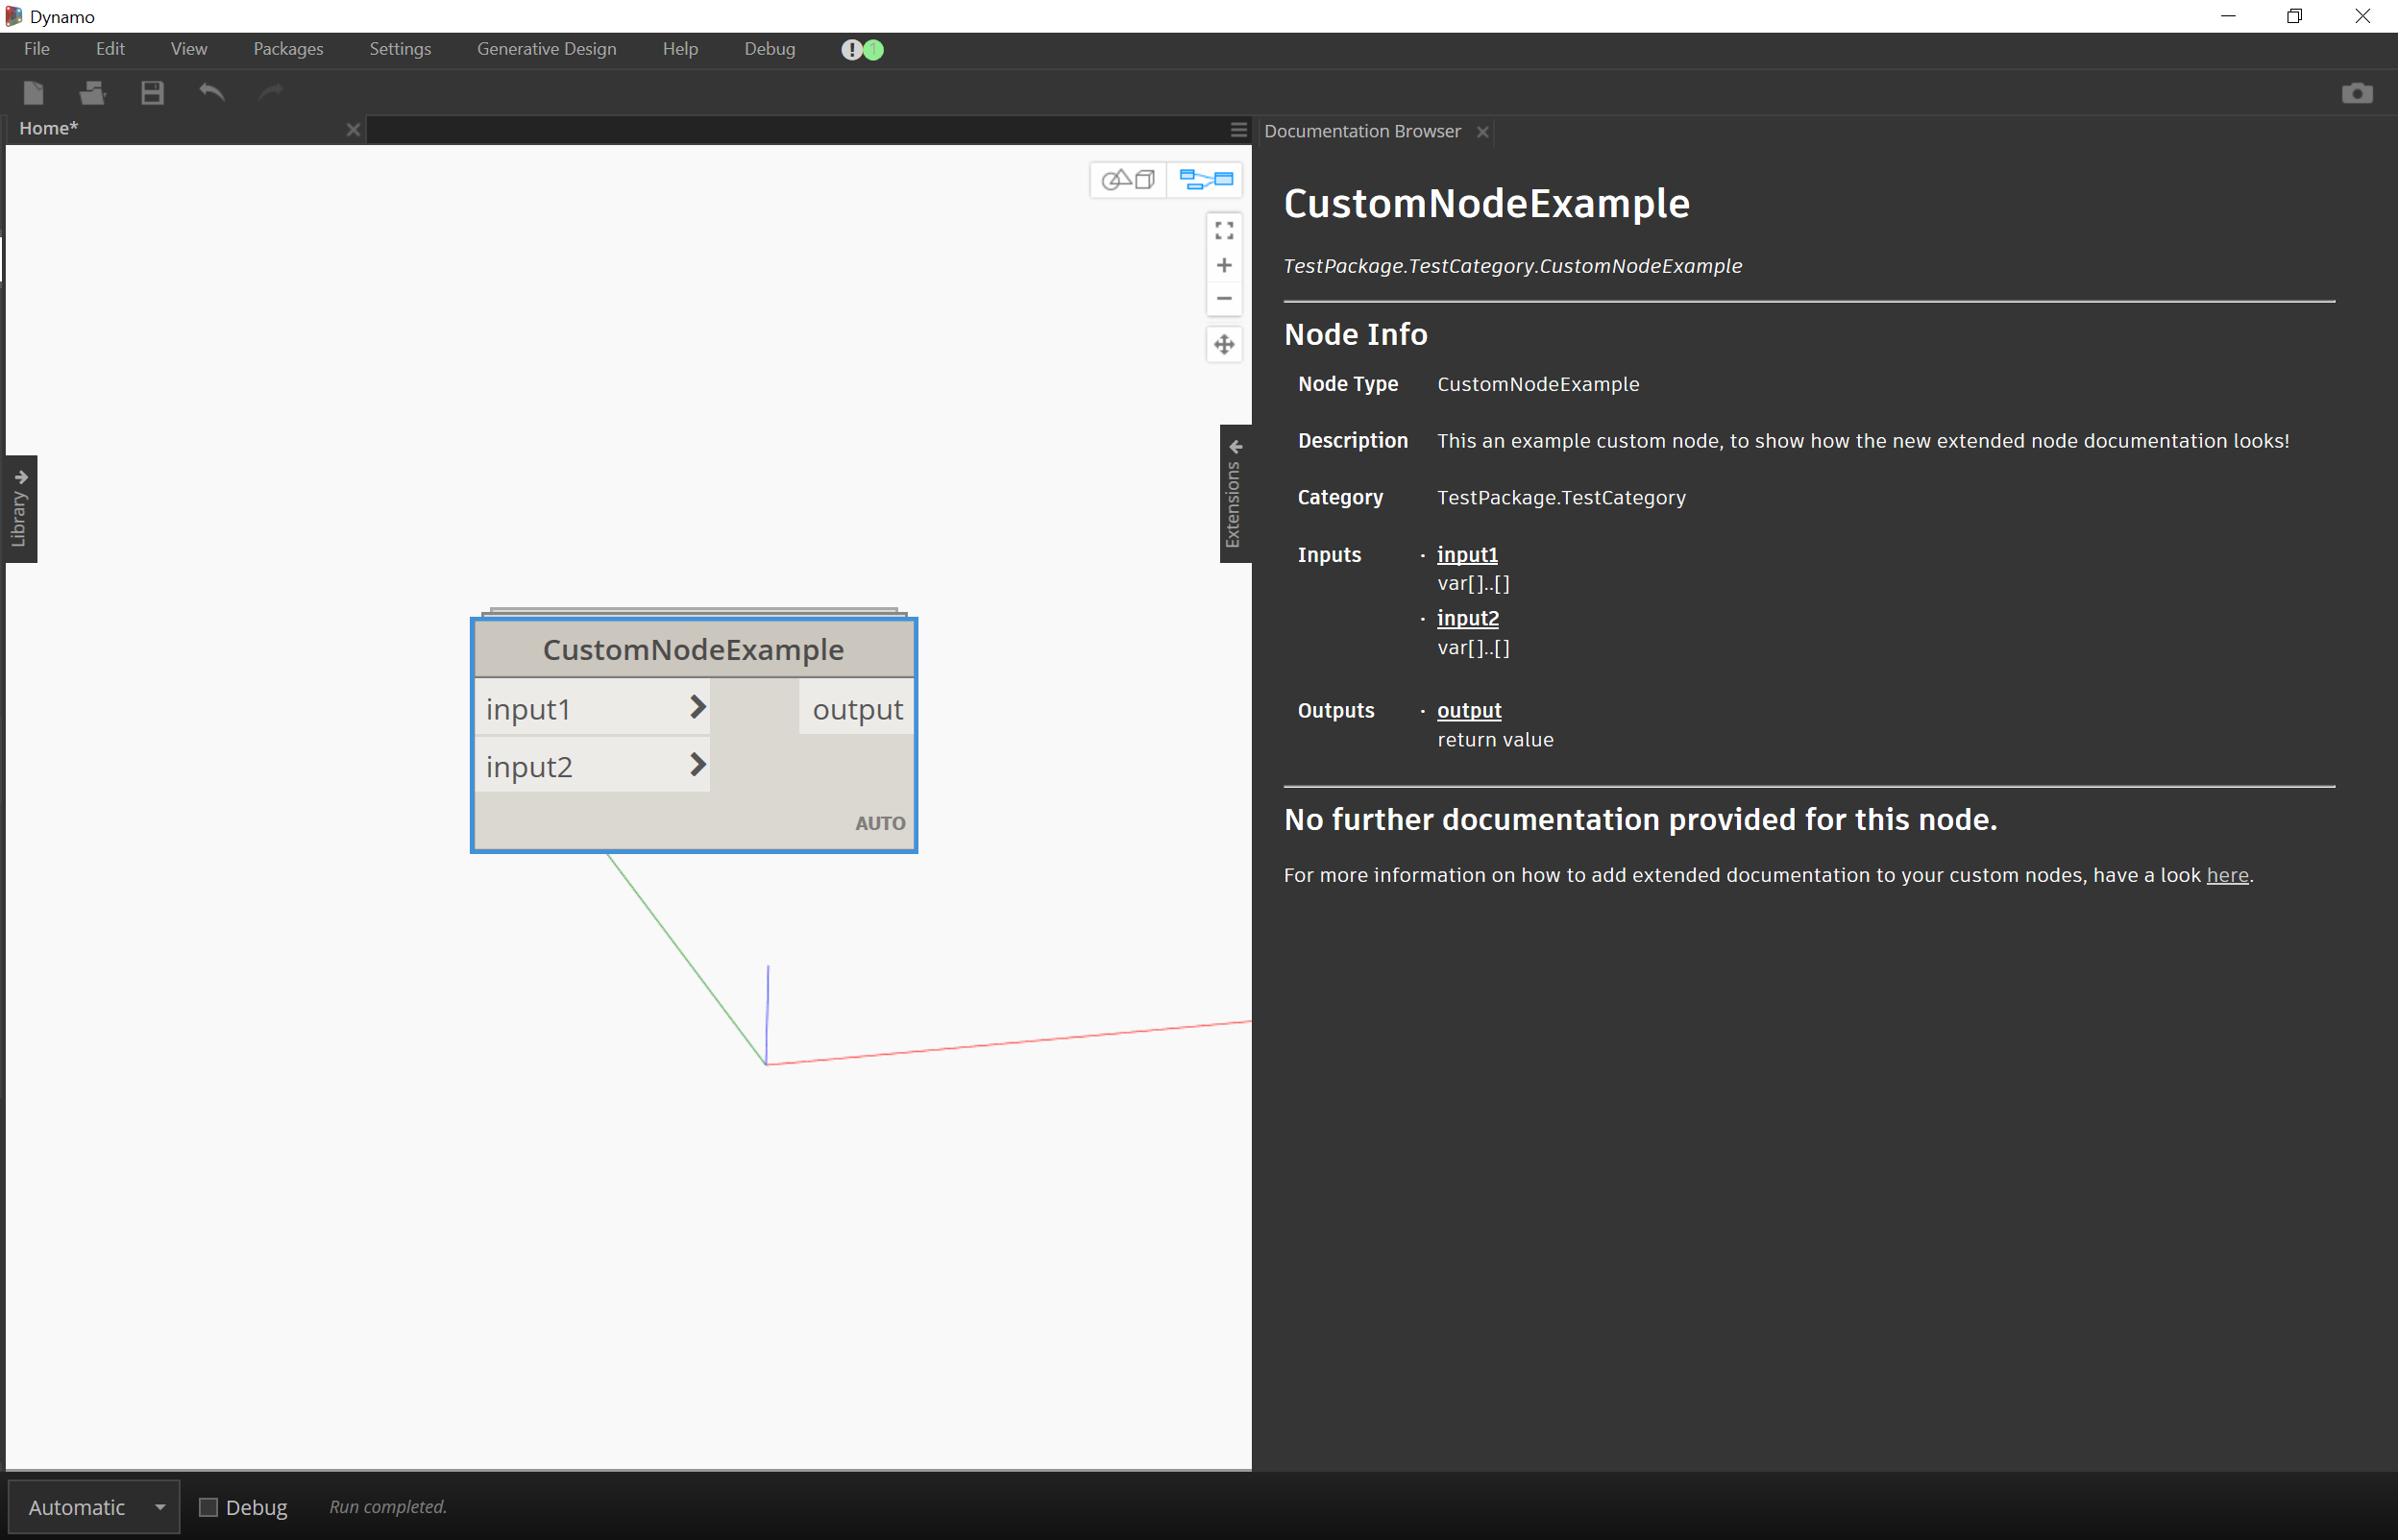 Dynamo
File Edit View Packages Settings Generative Design Help Debug ! 1
Home*
Documentation Browser
Library
Extensions
CustomNodeExample
input1 output
input2
AUTO
CustomNodeExample
TestPackage.TestCategory.CustomNodeExample
Node Info
Node Type CustomNodeExample
Description This an example custom node, to show how the new extended node documentation looks!
Category TestPackage.TestCategory
Inputs · input1
var[]..[]
· input2
var[]..[]
Outputs · output
return value
No further documentation provided for this node.
For more information on how to add extended documentation to your custom nodes, have a look here.
Automatic Debug Run completed.